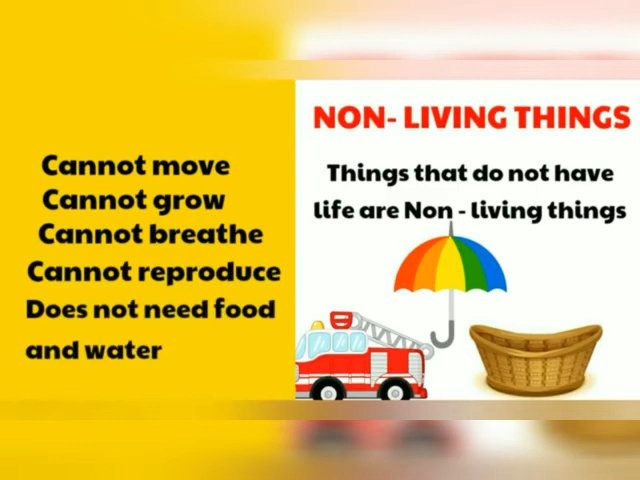 Cannot move
Cannot grow
Cannot breathe
Cannot reproduce
Does not need food
and water
NON- LIVING THINGS
Things that do not have
life are Non - living things